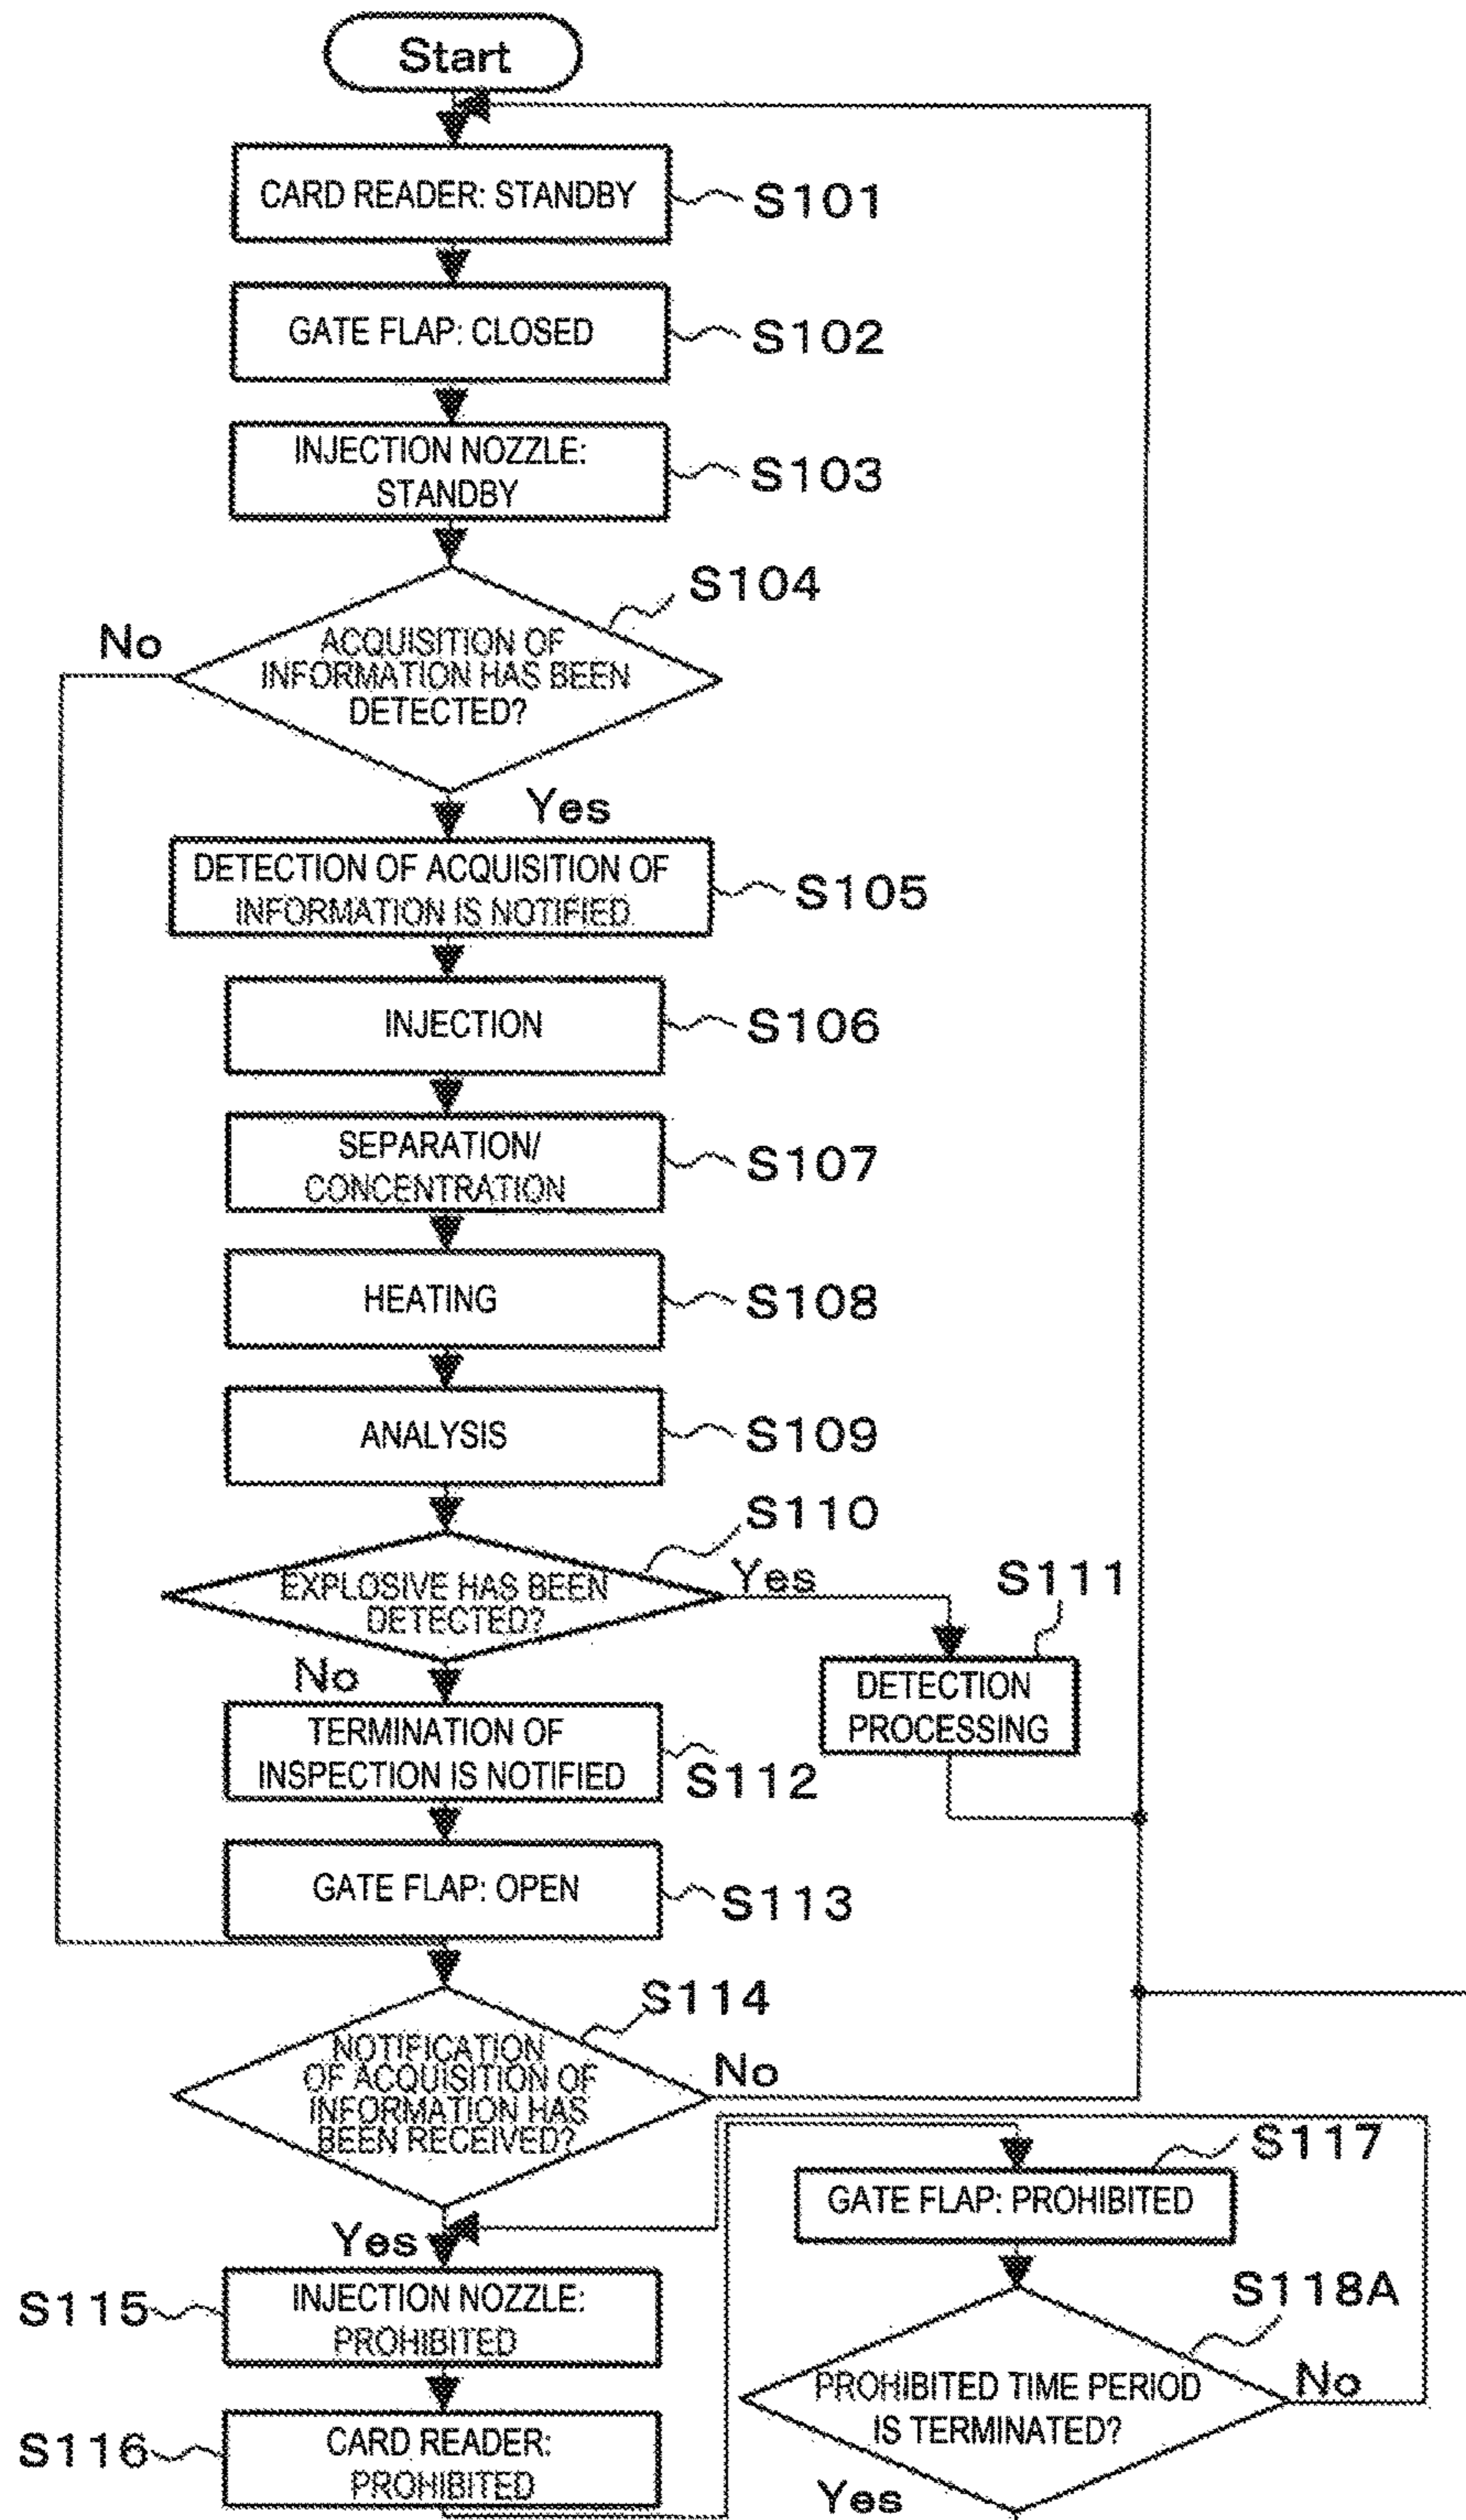 Start
CARD READER: STANDBY
S101
GATE FLAP: CLOSED
S102
INJECTION NOZZLE:
STANDBY
S103
S104
No
ACQUISITION OF
INFORMATION HAS BEEN
DETECTED?
Yes
DETECTION OF ACQUISITION OF
INFORMATION IS NOTIFIED
S105
INJECTION
S106
SEPARATION/
CONCENTRATION
S107
HEATING
S108
ANALYSIS
S109
S110
EXPLOSIVE HAS BEEN
DETECTED?
Yes
S111
DETECTION
PROCESSING
No
TERMINATION OF
INSPECTION IS NOTIFIED
S112
GATE FLAP: OPEN
S113
S114
NOTIFICATION
OF ACQUISITION OF
INFORMATION HAS
BEEN RECEIVED?
No
Yes
S115
INJECTION NOZZLE:
PROHIBITED
S116
CARD READER:
PROHIBITED
S117
GATE FLAP: PROHIBITED
S118A
PROHIBITED TIME PERIOD
IS TERMINATED?
No
Yes